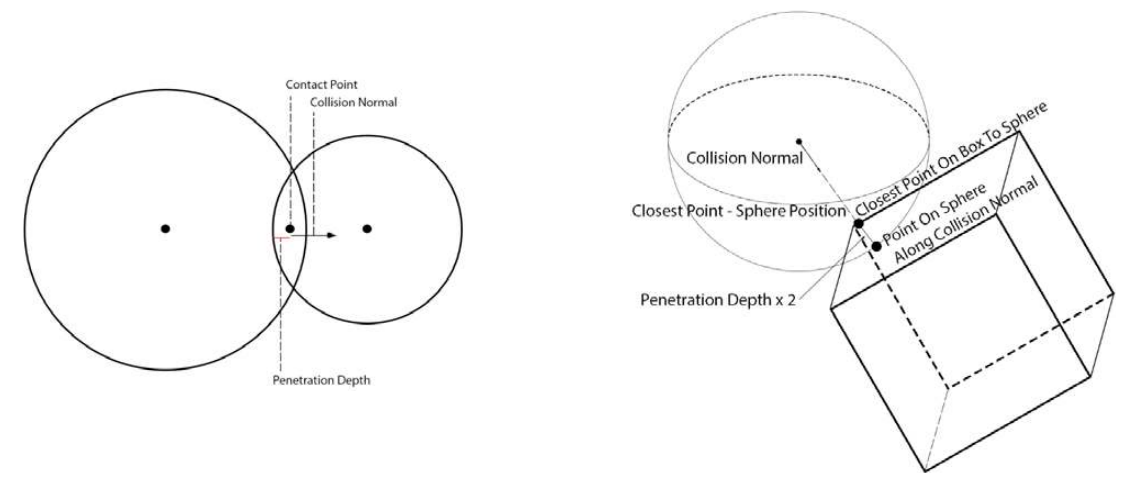 Contact Point
Collision Normal
Penetration Depth
Collision Normal
Closest Point On Box To Sphere
Closest Point - Sphere Position
Point On Sphere
Along Collision Normal
Penetration Depth x 2